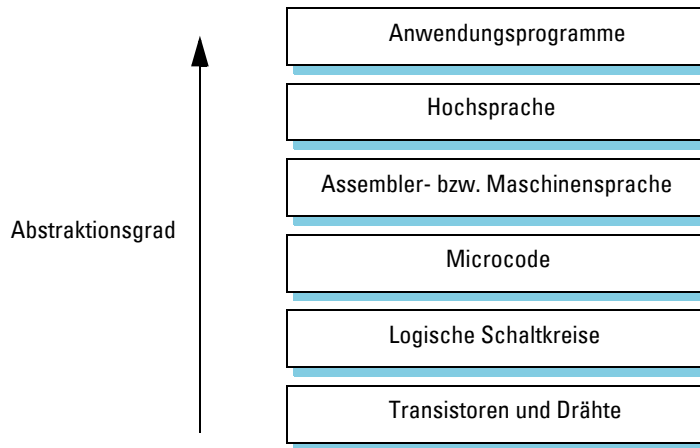 Anwendungsprogramme
Hochsprache
Assembler- bzw. Maschinensprache
Abstraktionsgrad
Microcode
Logische Schaltkreise
Transistoren und Drähte